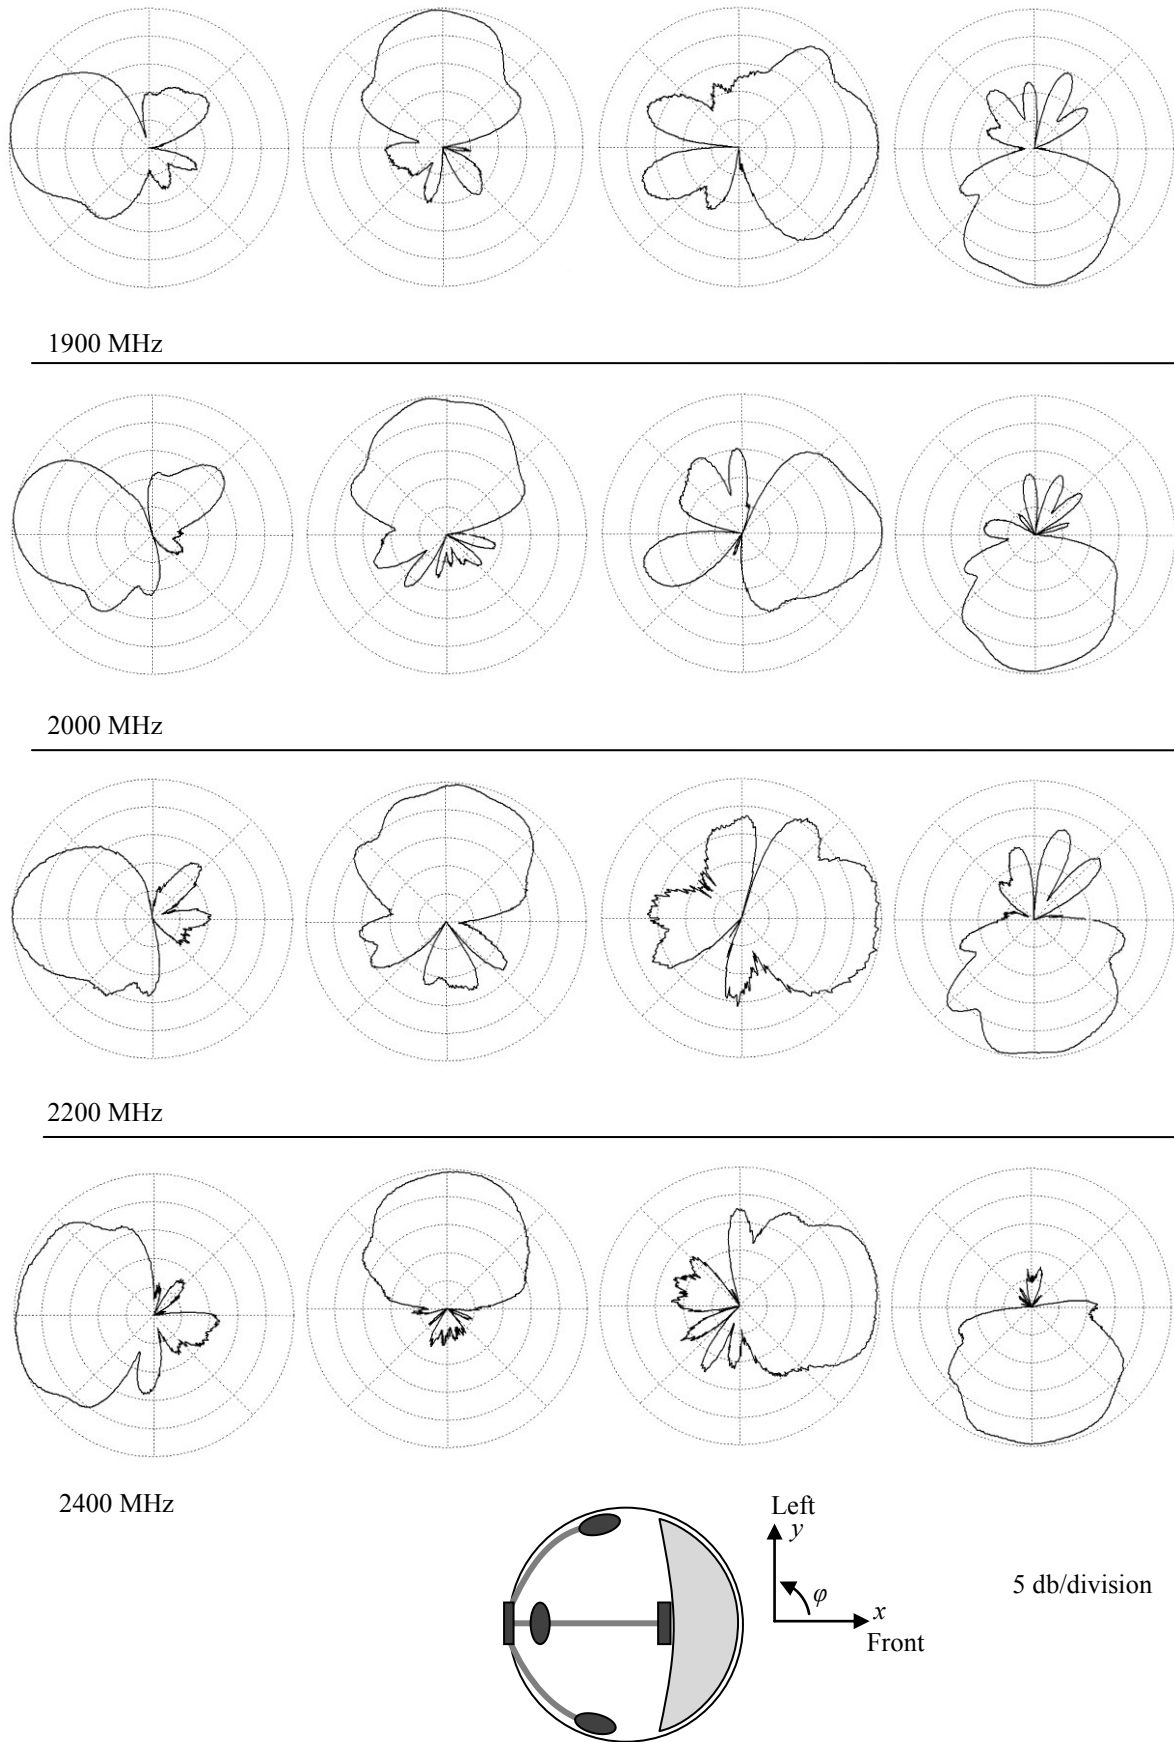 1900 MHz
2000 MHz
2200 MHz
2400 MHz
Left
y
φ
x
Front
5 db/division